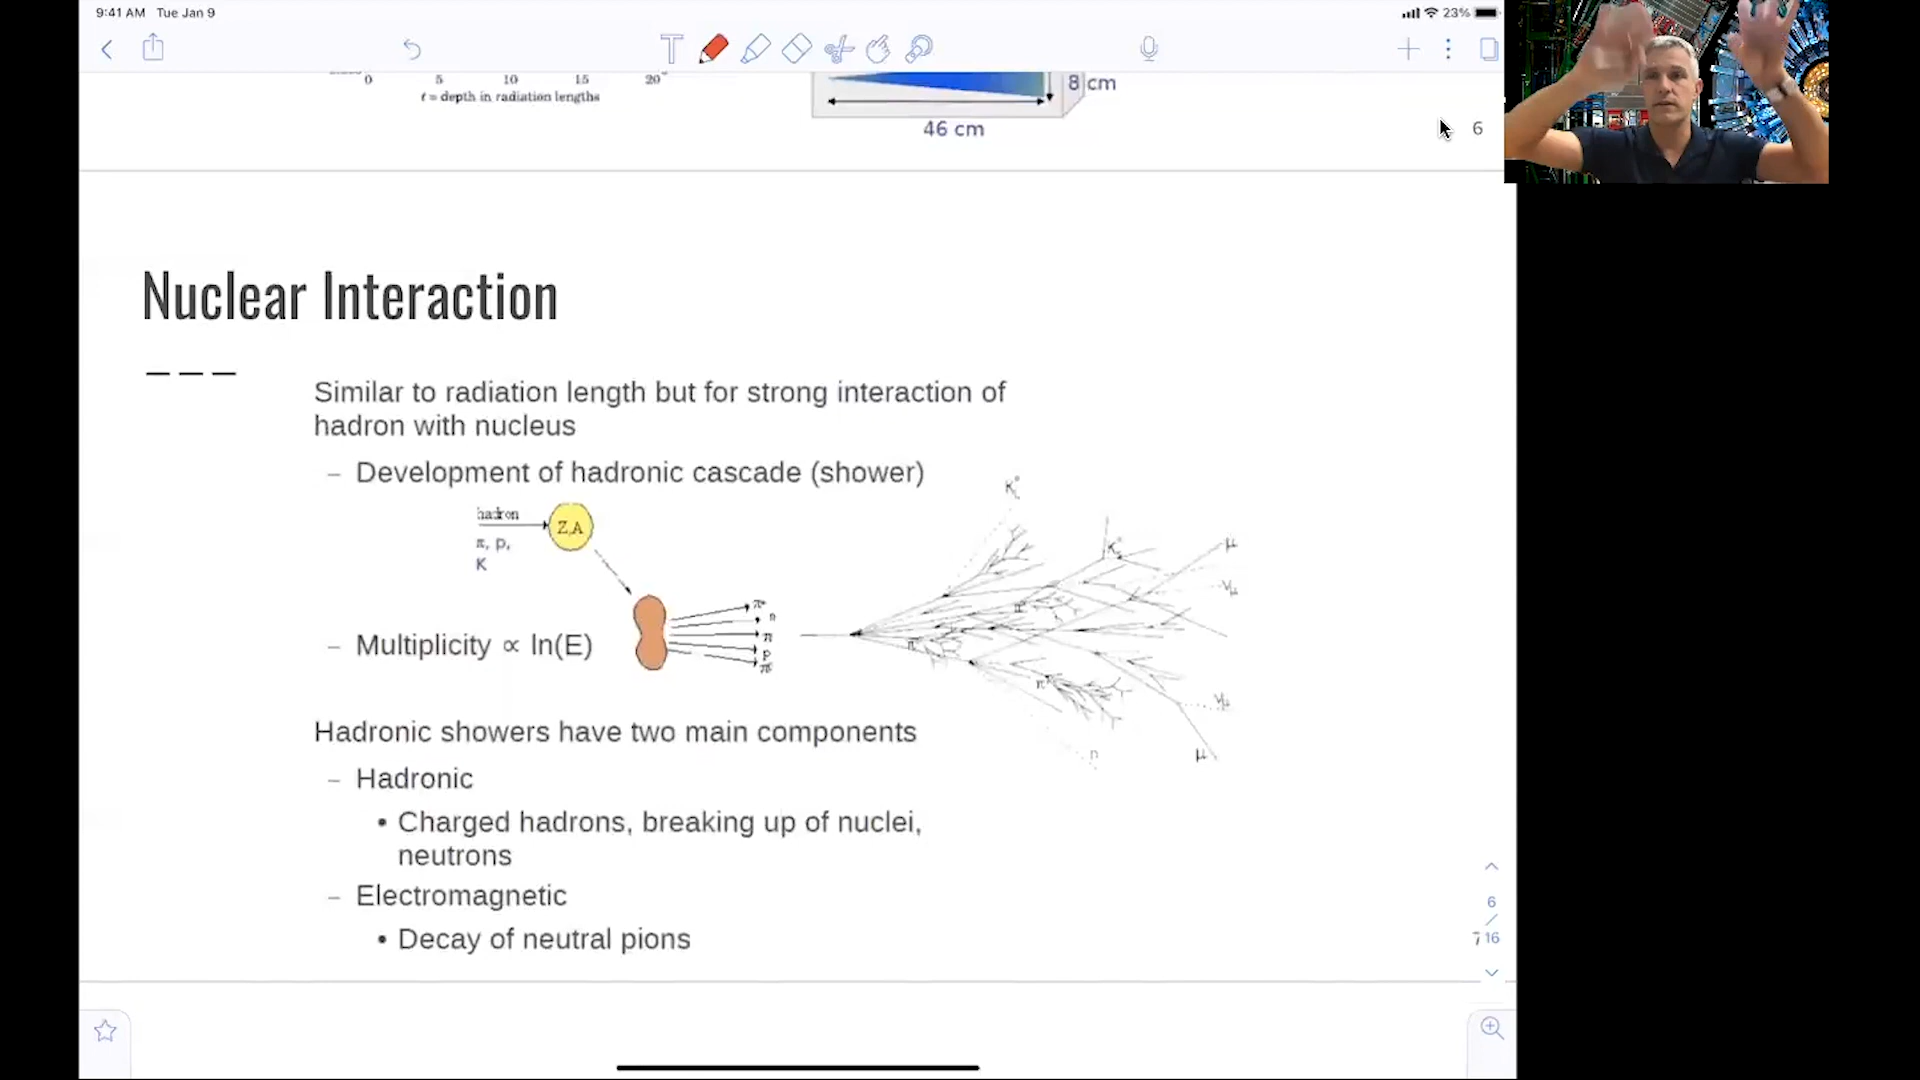 9:41 AM Tue Jan 9
23%
0 5 10 15 20
t = depth in radiation lengths
8 cm
46 cm
6
Nuclear Interaction
Similar to radiation length but for strong interaction of
hadron with nucleus
– Development of hadronic cascade (shower)
hadron
π, p,
K
Z,A
– Multiplicity ∝ ln(E)
n
π
p
K°
μ
π
n
μ
Hadronic showers have two main components
– Hadronic
• Charged hadrons, breaking up of nuclei,
neutrons
– Electromagnetic
• Decay of neutral pions
6
/
7 16